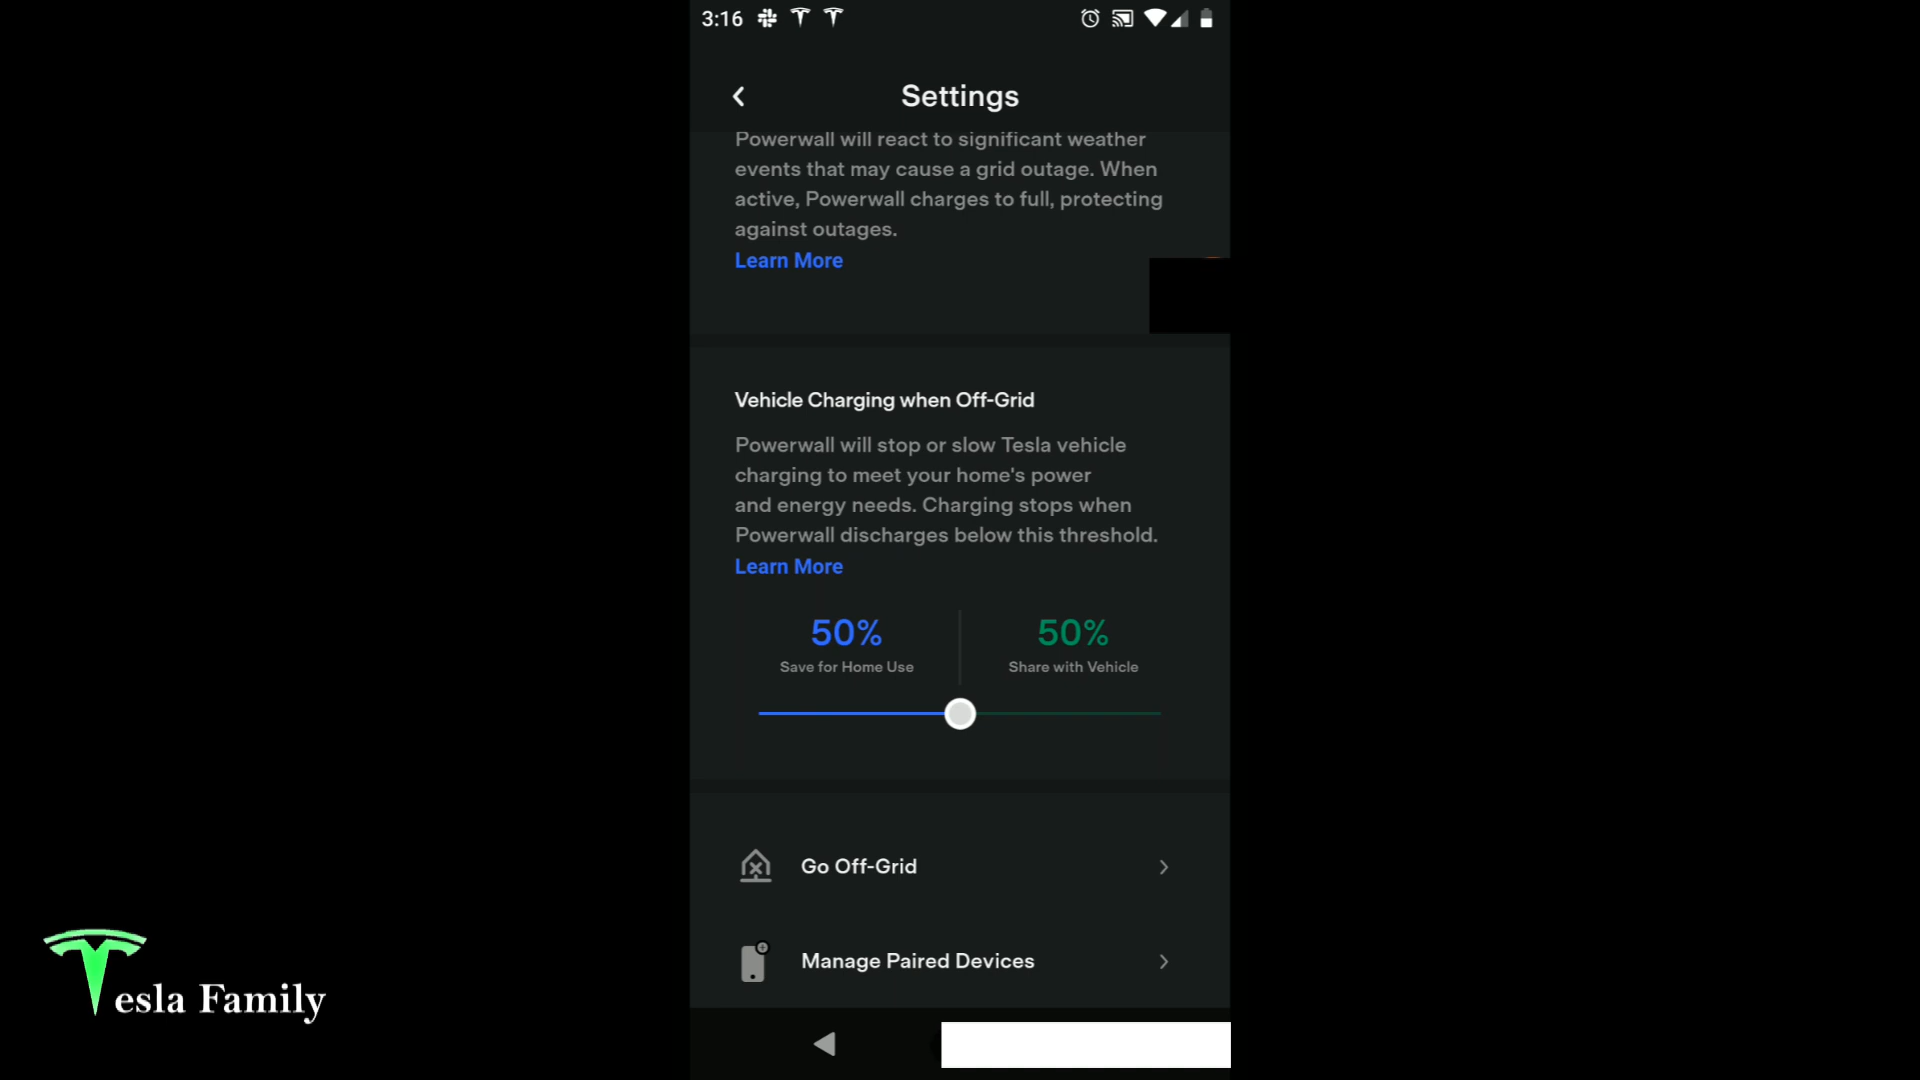 3:16
Settings
Powerwall will react to significant weather
events that may cause a grid outage. When
active, Powerwall charges to full, protecting
against outages.
Learn More
Vehicle Charging when Off-Grid
Powerwall will stop or slow Tesla vehicle
charging to meet your home's power
and energy needs. Charging stops when
Powerwall discharges below this threshold.
Learn More
50% 50%
Save for Home Use Share with Vehicle
Go Off-Grid
Manage Paired Devices
Tesla Family